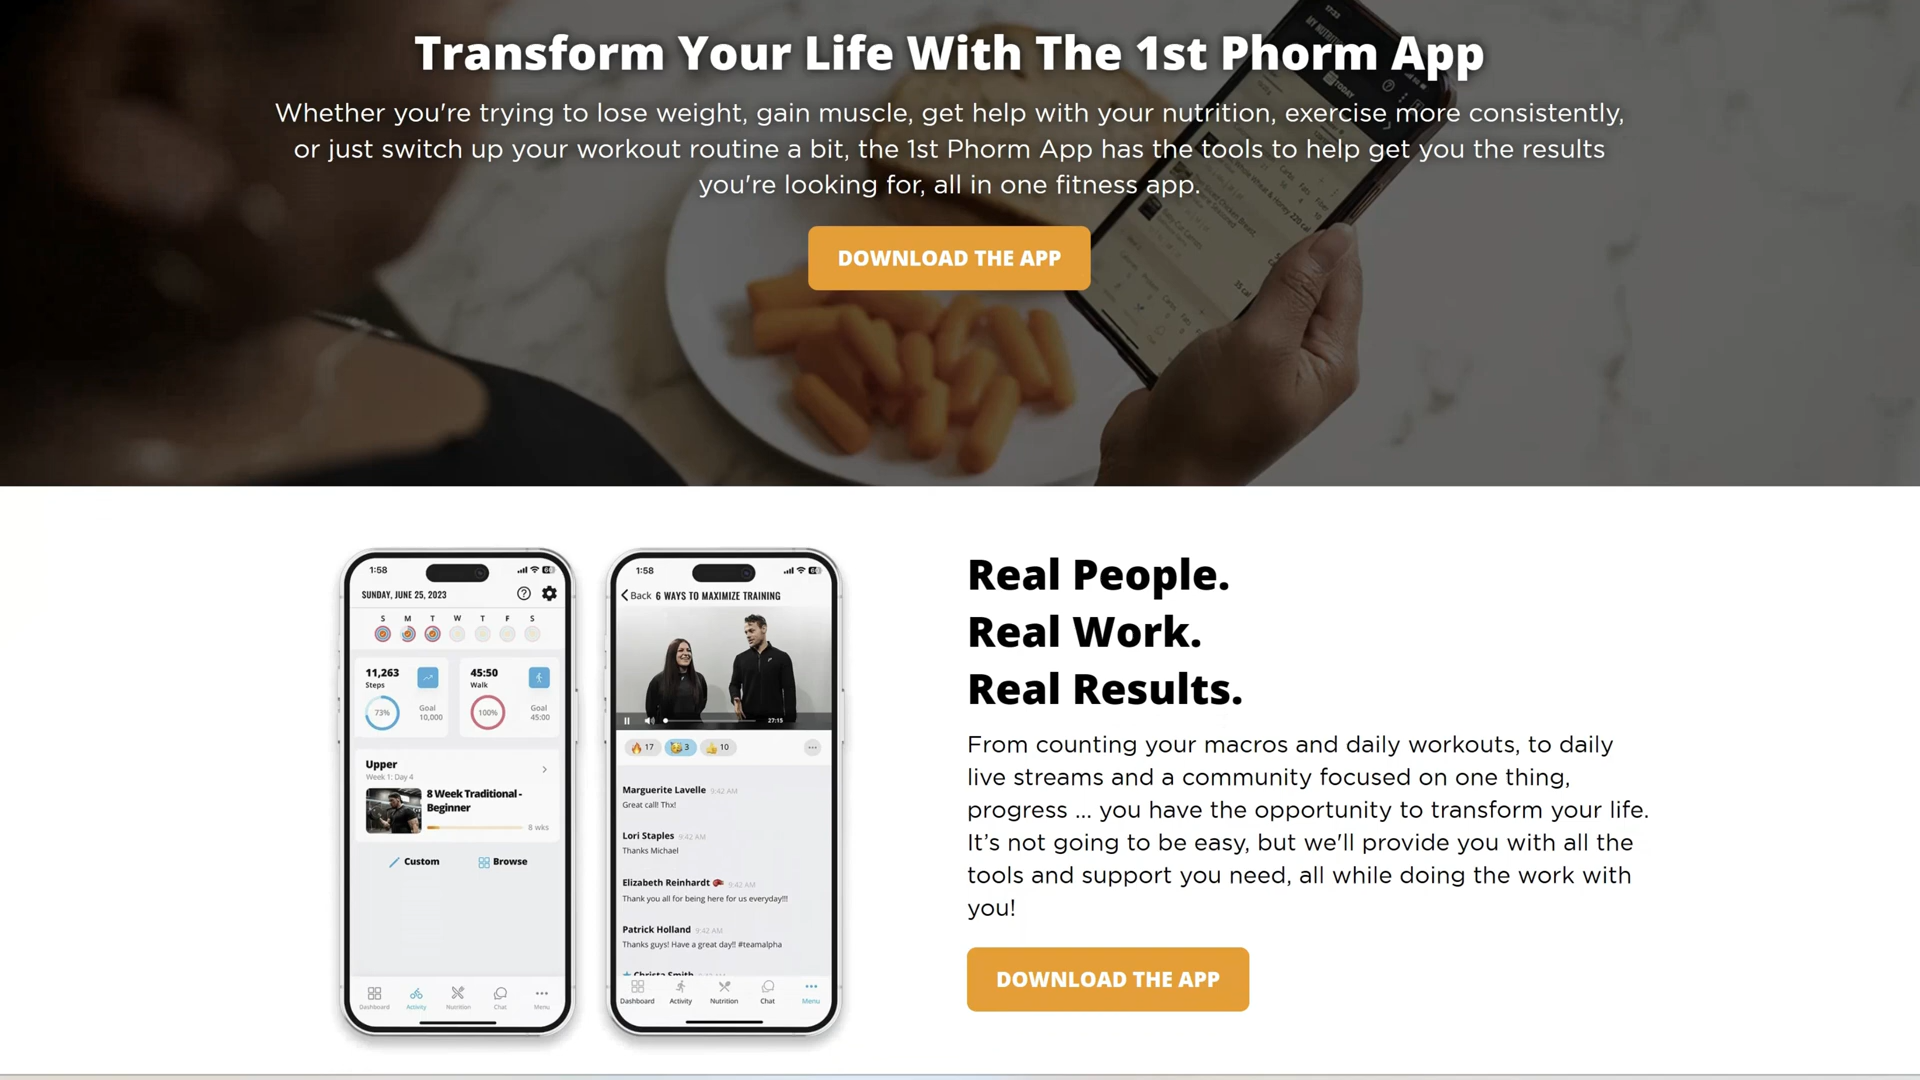 Transform Your Life With The 1st Phorm App
Whether you're trying to lose weight, gain muscle, get help with your nutrition, exercise more consistently,
or just switch up your workout routine a bit, the 1st Phorm App has the tools to help get you the results
you're looking for, all in one fitness app.
DOWNLOAD THE APP
1:58
SUNDAY, JUNE 25, 2023
S M T W T F S
11,263
Steps
73%
Goal
10,000
45:50
Walk
100%
Goal
45:00
Upper
Week 1: Day 4
8 Week Traditional -
Beginner
8 wks
Custom
Browse
Dashboard Activity Nutrition Chat Menu
1:58
Back 6 WAYS TO MAXIMIZE TRAINING
27:15
17 3 10
Marguerite Lavelle 9:42 AM
Great call! Thx!
Lori Staples 9:42 AM
Thanks Michael
Elizabeth Reinhardt 9:42 AM
Thank you all for being here for us everyday!!!
Patrick Holland 9:42 AM
Thanks guys! Have a great day!! #teamalpha
Christa Smith
Dashboard Activity Nutrition Chat Menu
Real People.
Real Work.
Real Results.
From counting your macros and daily workouts, to daily
live streams and a community focused on one thing,
progress ... you have the opportunity to transform your life.
It’s not going to be easy, but we'll provide you with all the
tools and support you need, all while doing the work with
you!
DOWNLOAD THE APP